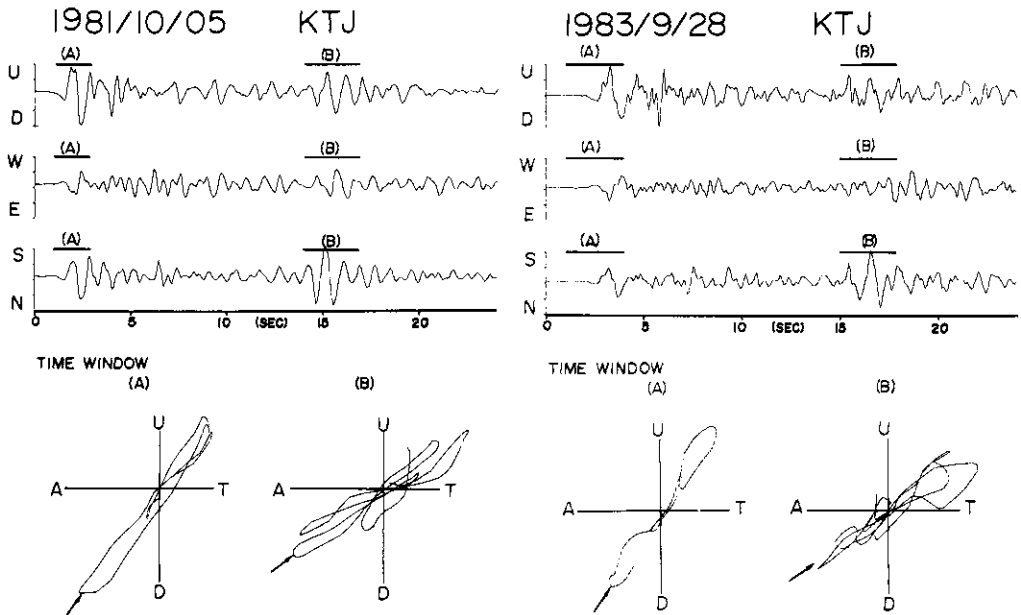 1981/10/05 KTJ
(A) (B)
U
D
(A) (B)
W
E
(A) (B)
S
N
0 5 (SEC) 15 20
TIME WINDOW
(A) (B)
U U
A T
D D
1983/9/28 KTJ
(A) (B)
U
D
(A) (B)
W
E
(A) (B)
S
N
0 5 10 (SEC) 15 20
TIME WINDOW
(A) (B)
U U
A T A T
D D